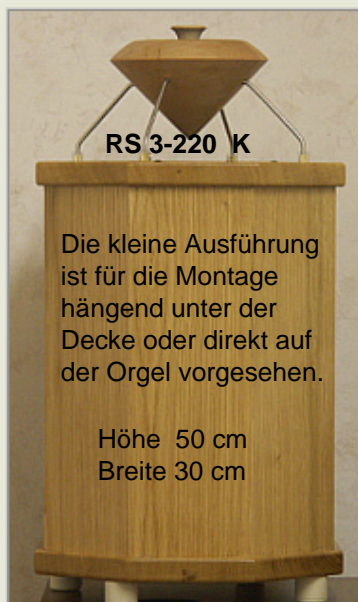 RS 3-220 K
Die kleine Ausführung
ist für die Montage
hängend unter der
Decke oder direkt auf
der Orgel vorgesehen.
Höhe 50 cm
Breite 30 cm